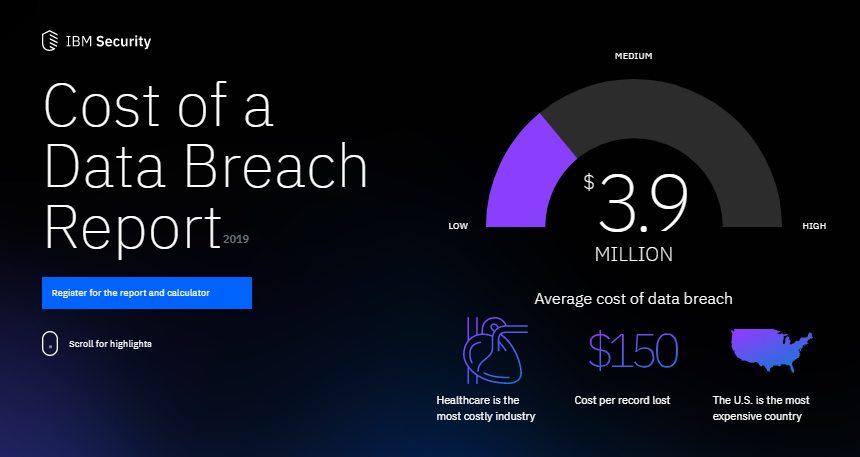 IBM Security
Cost of a
Data Breach
Report 2019
Register for the report and calculator
Scroll for highlights
MEDIUM
LOW
HIGH
$3.9
MILLION
Average cost of data breach
Healthcare is the
most costly industry
$150
Cost per record lost
The U.S. is the most
expensive country